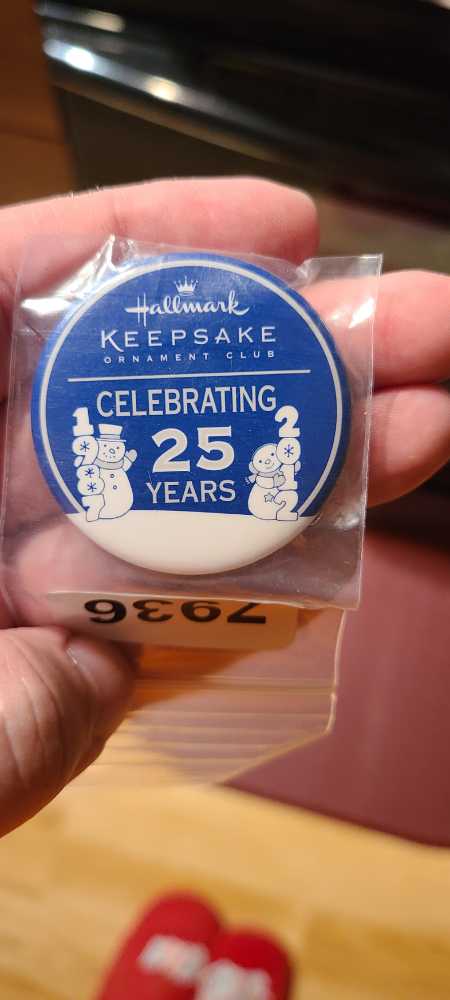 Hallmark
KEEPSAKE
ORNAMENT CLUB
CELEBRATING
25
YEARS
1987
2012
7936